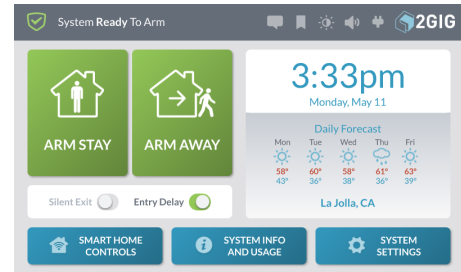 System Ready To Arm
2GIG
ARM STAY
ARM AWAY
Silent Exit
Entry Delay
3:33pm
Monday, May 11
Daily Forecast
Mon Tue Wed Thu Fri
58° 60° 58° 61° 63°
43° 36° 38° 36° 39°
La Jolla, CA
SMART HOME
CONTROLS
SYSTEM INFO
AND USAGE
SYSTEM
SETTINGS